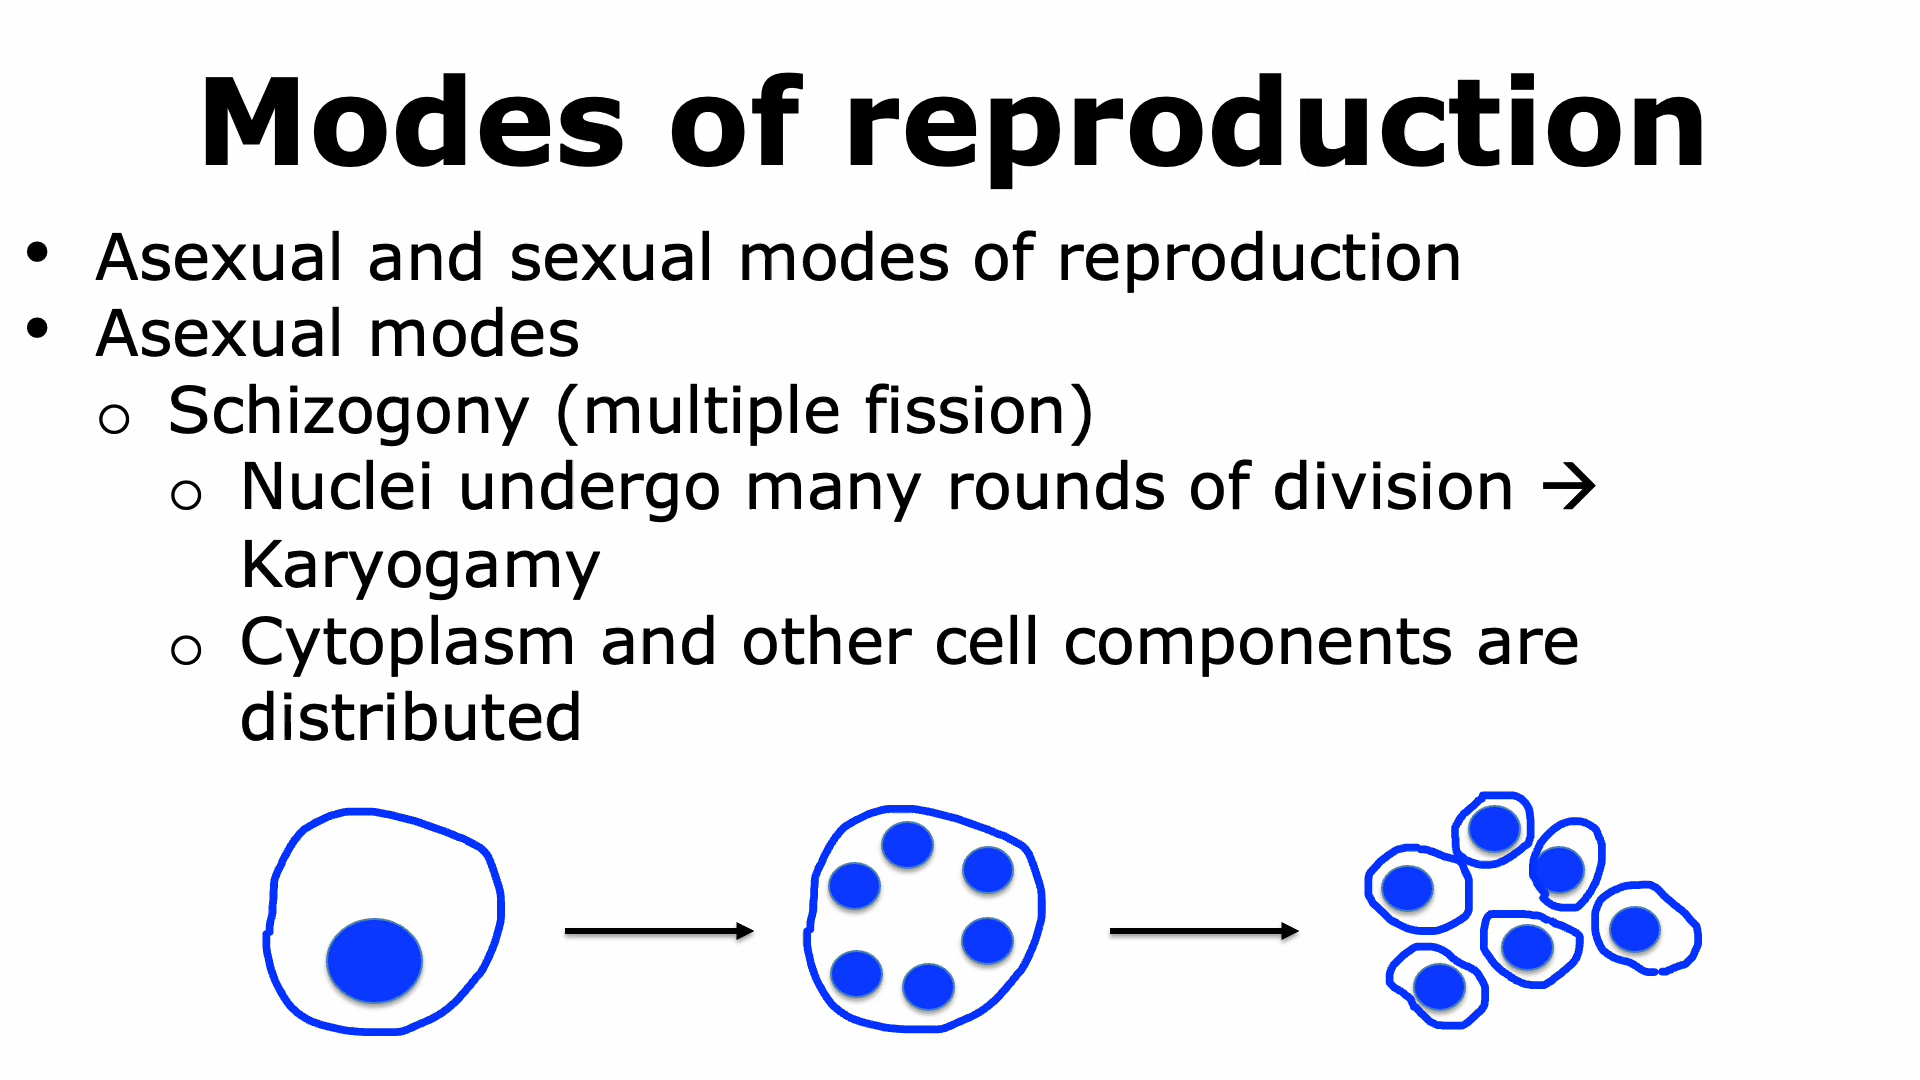 Modes of reproduction
• Asexual and sexual modes of reproduction
• Asexual modes
o Schizogony (multiple fission)
o Nuclei undergo many rounds of division →
Karyogamy
o Cytoplasm and other cell components are
distributed